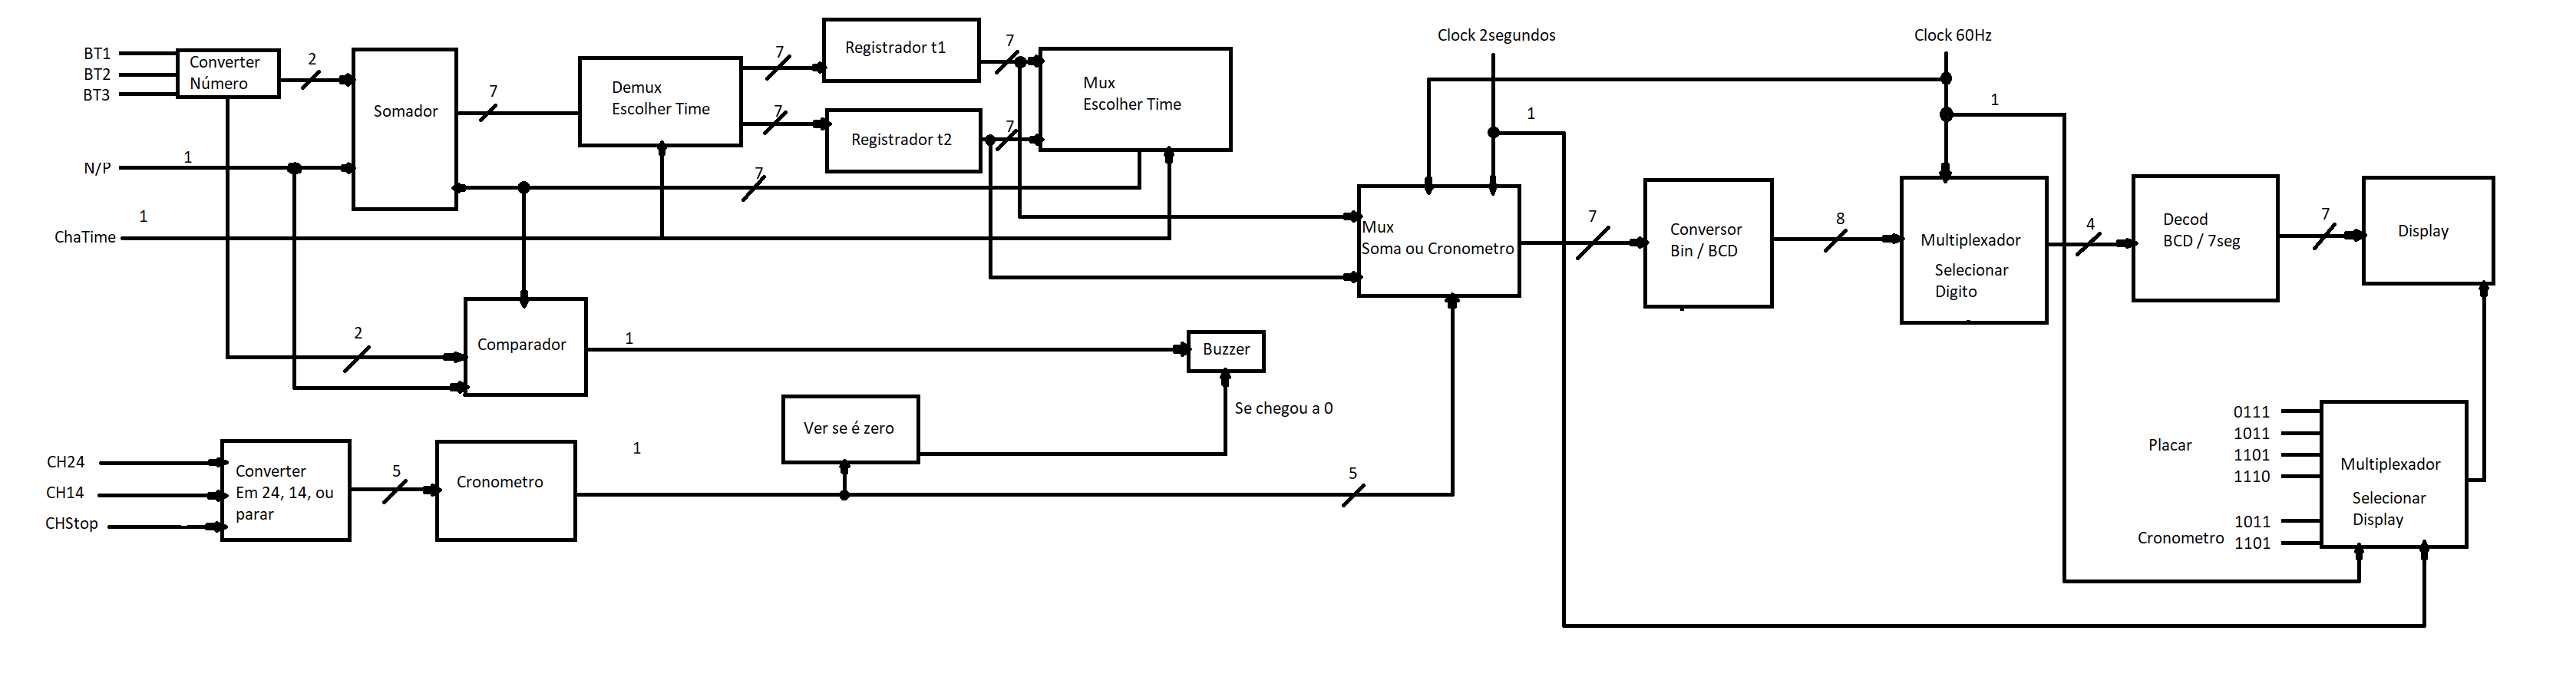 BT1
BT2
BT3
Converter
Número
2
N/P
1
ChaTime
1
Somador
7
Demux
Escolher Time
7
7
7
Registrador t1
Registrador t2
7
7
Mux
Escolher Time
2
Comparador
1
Buzzer
Se chegou a 0
Ver se é zero
CH24
CH14
CHStop
Converter
Em 24, 14, ou
parar
5
Cronometro
1
5
Clock 2segundos
1
Mux
Soma ou Cronometro
7
Conversor
Bin / BCD
8
Clock 60Hz
1
Multiplexador
Selecionar
Digito
4
Decod
BCD / 7seg
7
Display
Placar
0111
1011
1101
1110
Cronometro
1011
1101
Multiplexador
Selecionar
Display